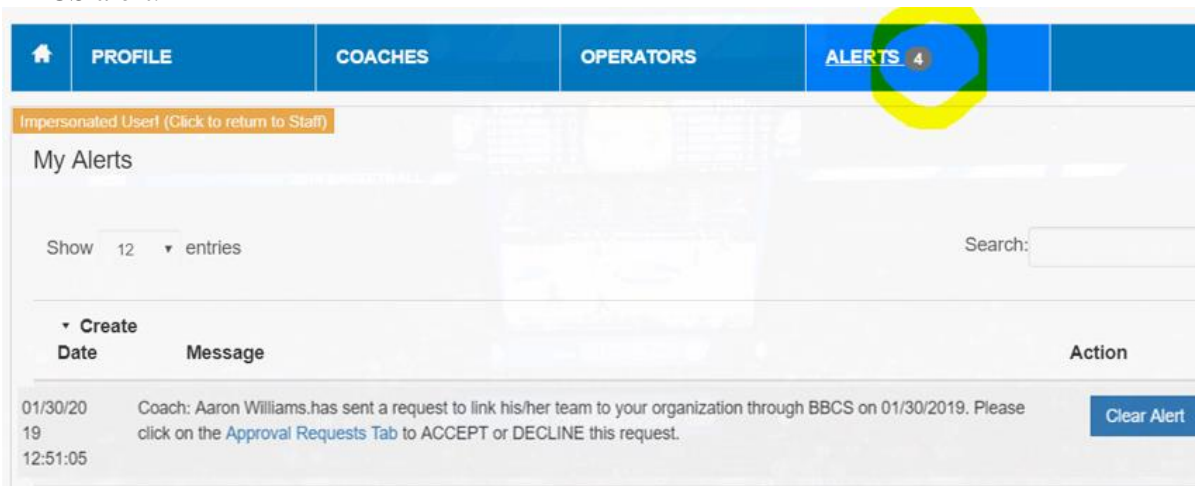 PROFILE COACHES OPERATORS ALERTS 4
Impersonated User! (Click to return to Staff)
My Alerts
Show 12 entries Search:
Create
Date Message Action
01/30/20 Coach: Aaron Williams.has sent a request to link his/her team to your organization through BBCS on 01/30/2019. Please Clear Alert
19 click on the Approval Requests Tab to ACCEPT or DECLINE this request.
12:51:05